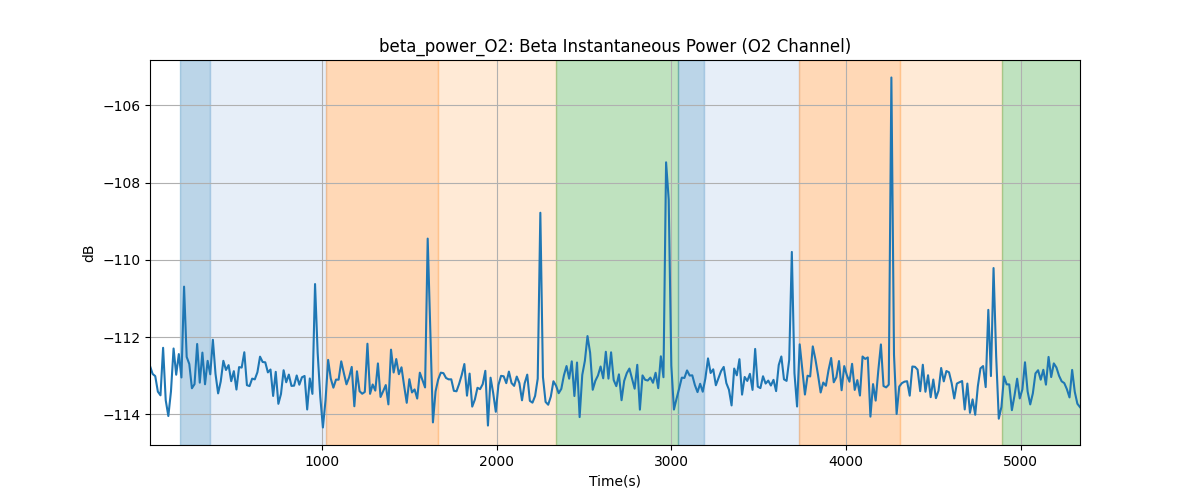 beta_power_O2: Beta Instantaneous Power (O2 Channel)
−106
−108
−110
−112
−114
dB
1000 2000 3000 4000 5000
Time(s)